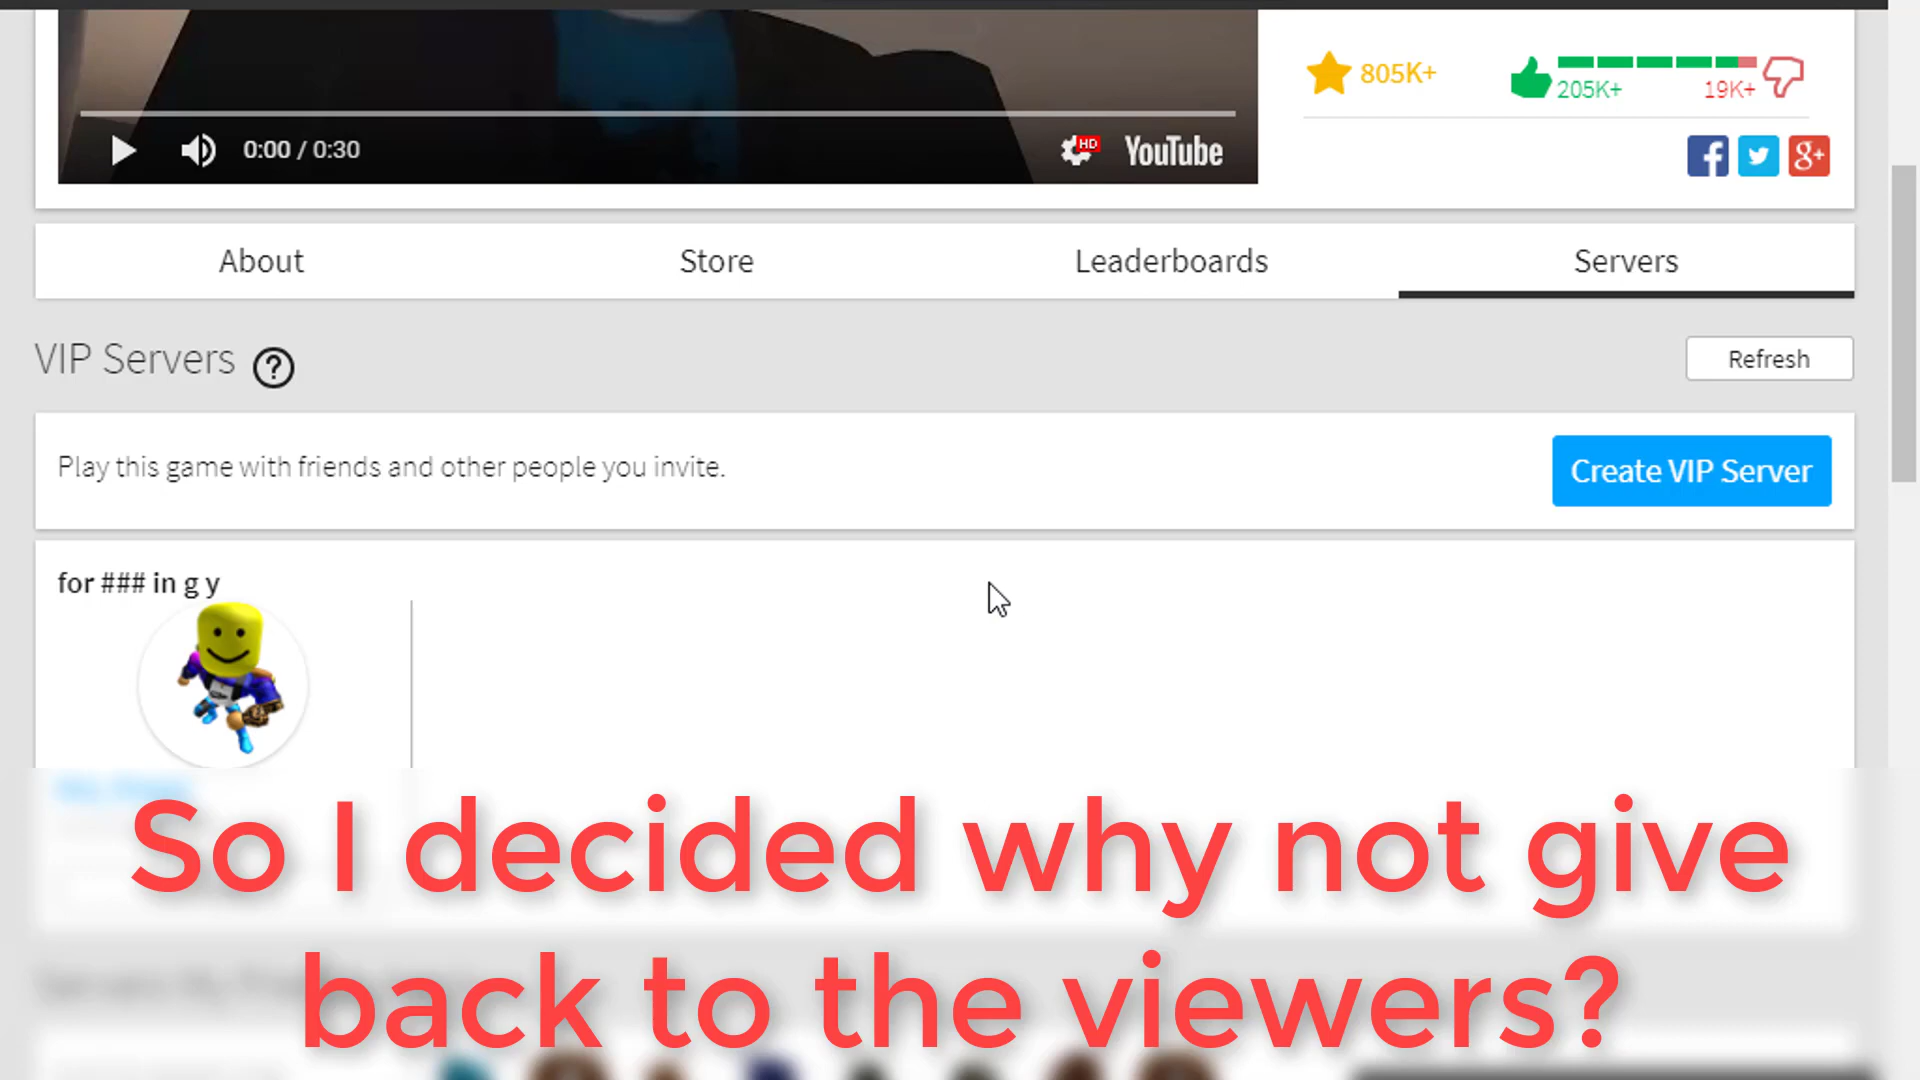 805K+
205K+
19K+
0:00 / 0:30
HD
YouTube
f
g+
About
Store
Leaderboards
Servers
VIP Servers ?
Refresh
Play this game with friends and other people you invite.
Create VIP Server
for ### in g y
So I decided why not give
back to the viewers?